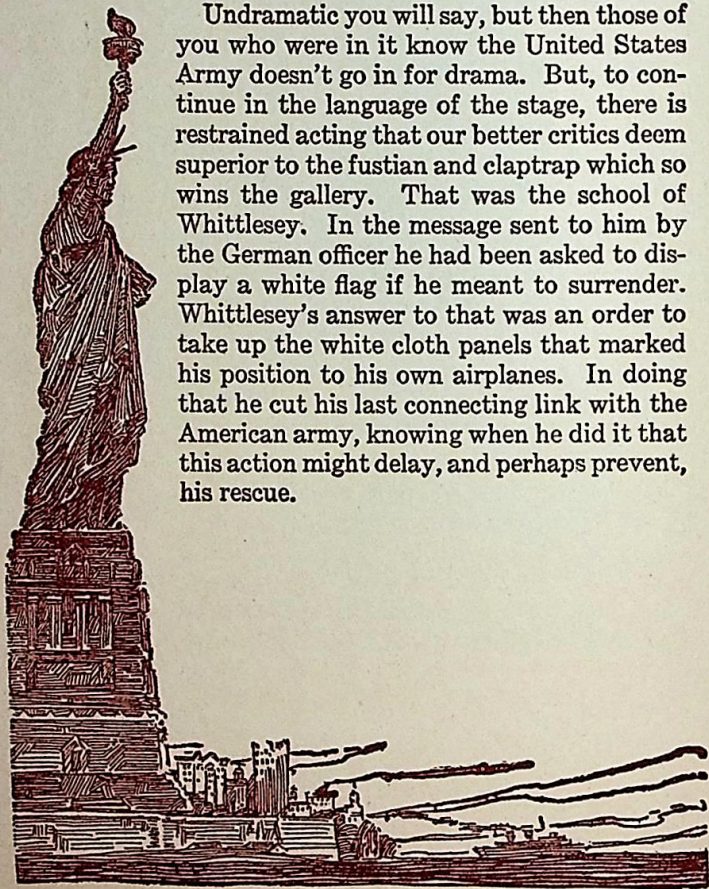 Undramatic you will say, but then those of
you who were in it know the United States
Army doesn't go in for drama. But, to con-
tinue in the language of the stage, there is
restrained acting that our better critics deem
superior to the fustian and claptrap which so
wins the gallery. That was the school of
Whittlesey. In the message sent to him by
the German officer he had been asked to dis-
play a white flag if he meant to surrender.
Whittlesey's answer to that was an order to
take up the white cloth panels that marked
his position to his own airplanes. In doing
that he cut his last connecting link with the
American army, knowing when he did it that
this action might delay, and perhaps prevent,
his rescue.